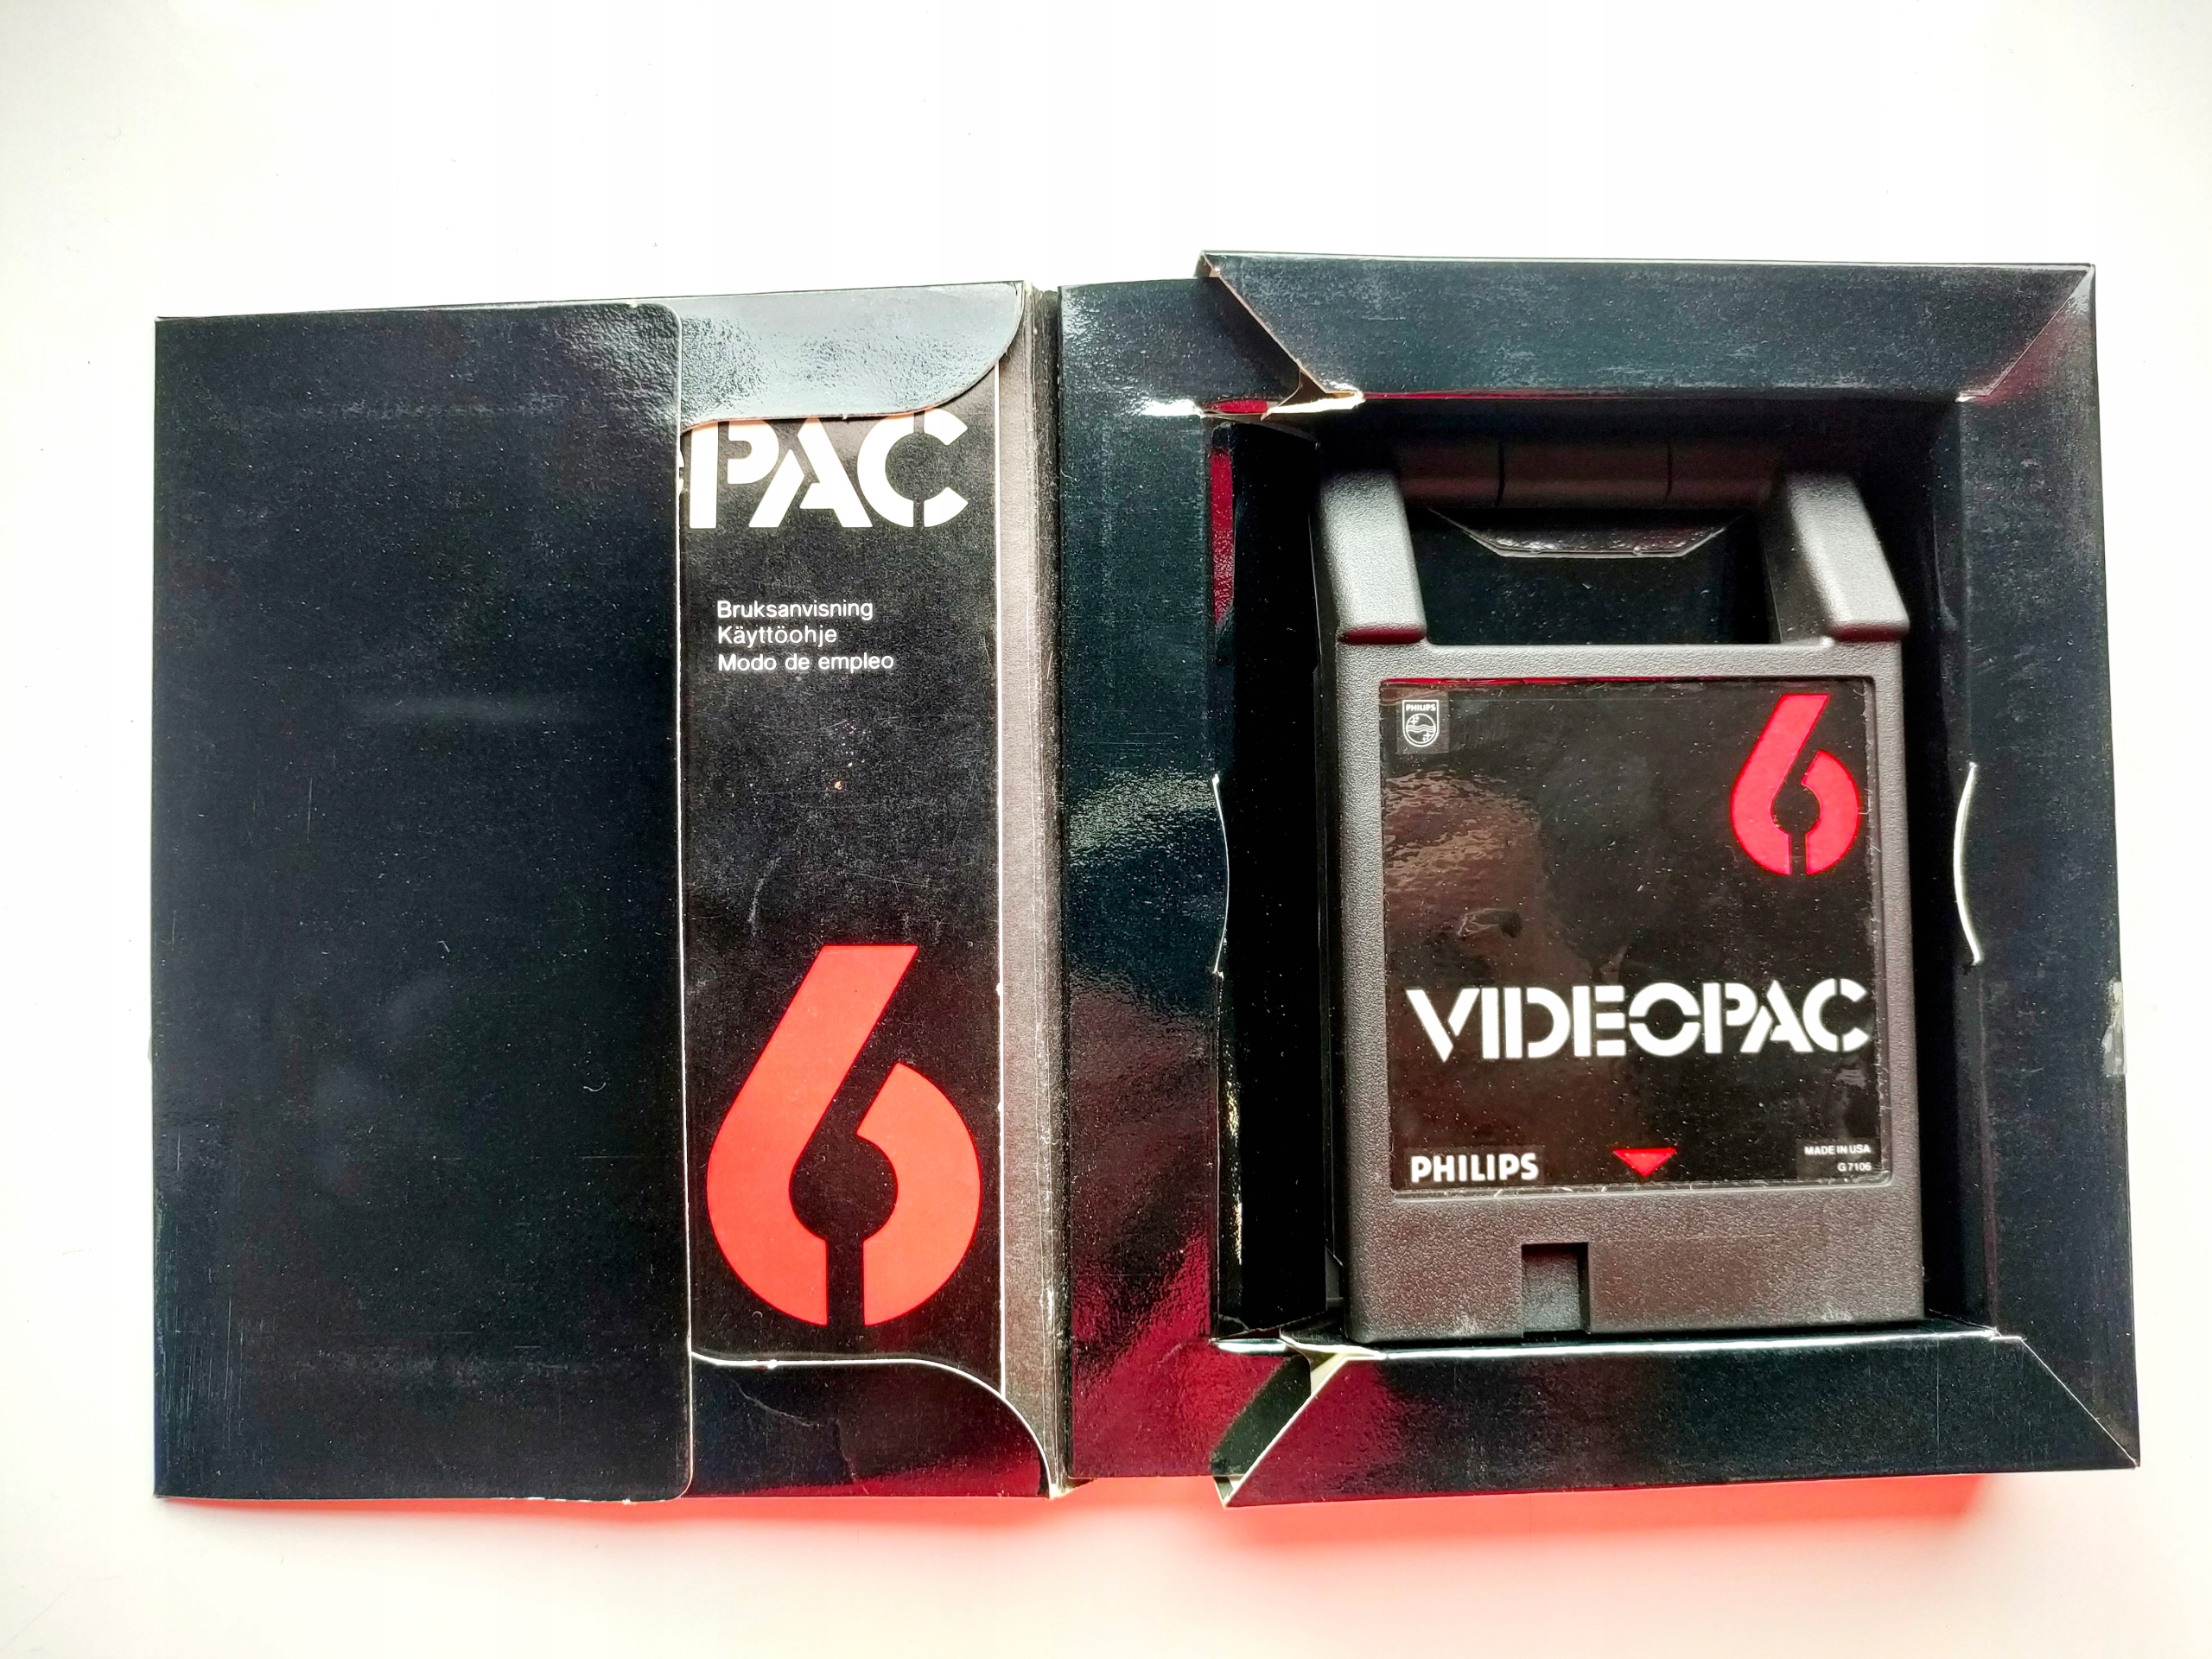 PAC
Bruksanvisning
Käyttöohje
Modo de empleo
6
PHILIPS
6
VIDEOPAC
PHILIPS
MADE IN USA
G 7106